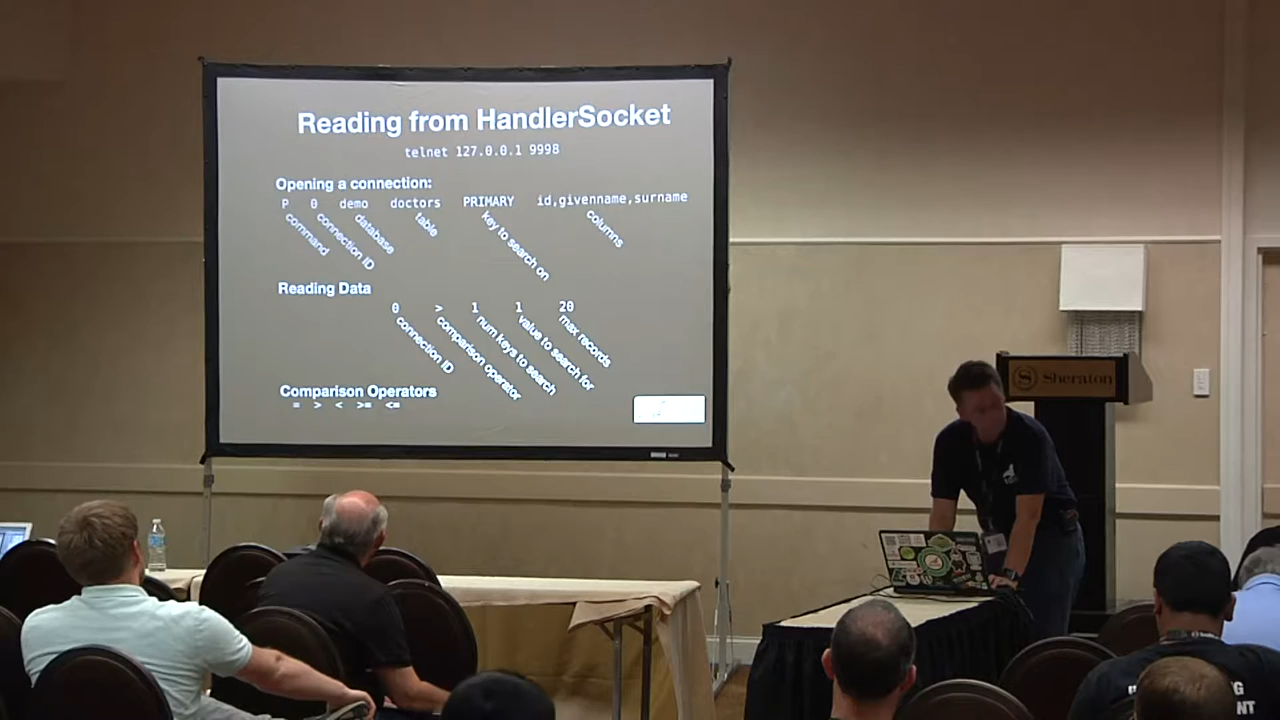 Reading from HandlerSocket
telnet 127.0.0.1 9998
Opening a connection:
P 0 demo doctors PRIMARY id,givenname,surname
command connection ID database table key to search on columns
Reading Data
0 > 1 1 20
connection ID comparison operator num keys to search value to search for max records
Comparison Operators
= > < >= <=
S Sheraton